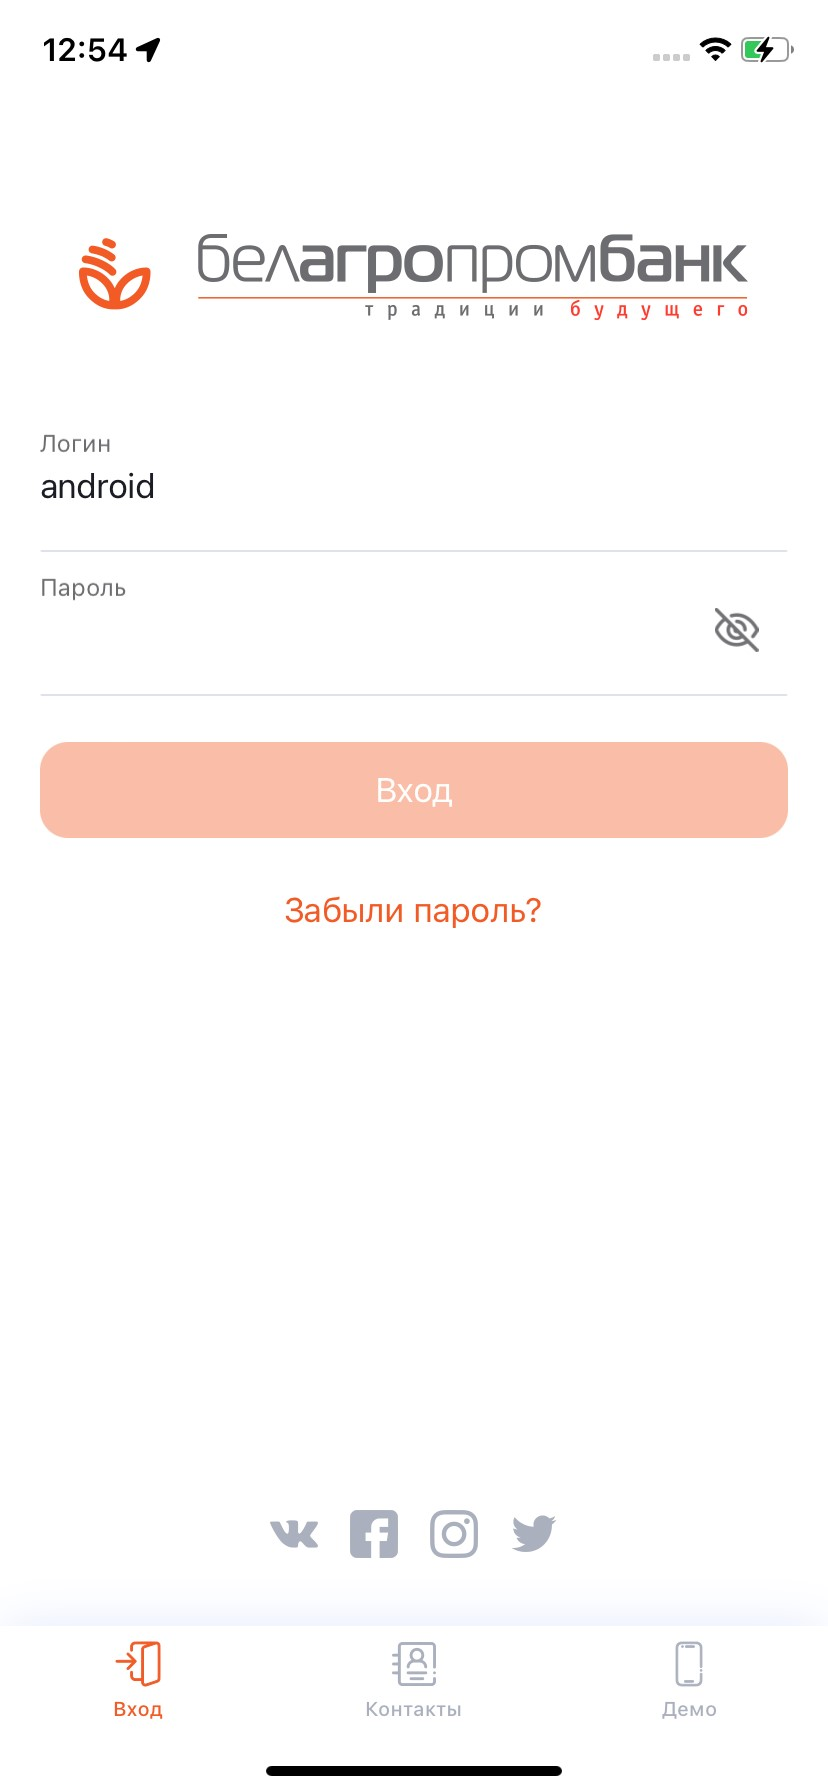 12:54
белагропромбанк
традиции будущего
Логин
android
Пароль
Вход
Забыли пароль?
Вход
Контакты
Демо